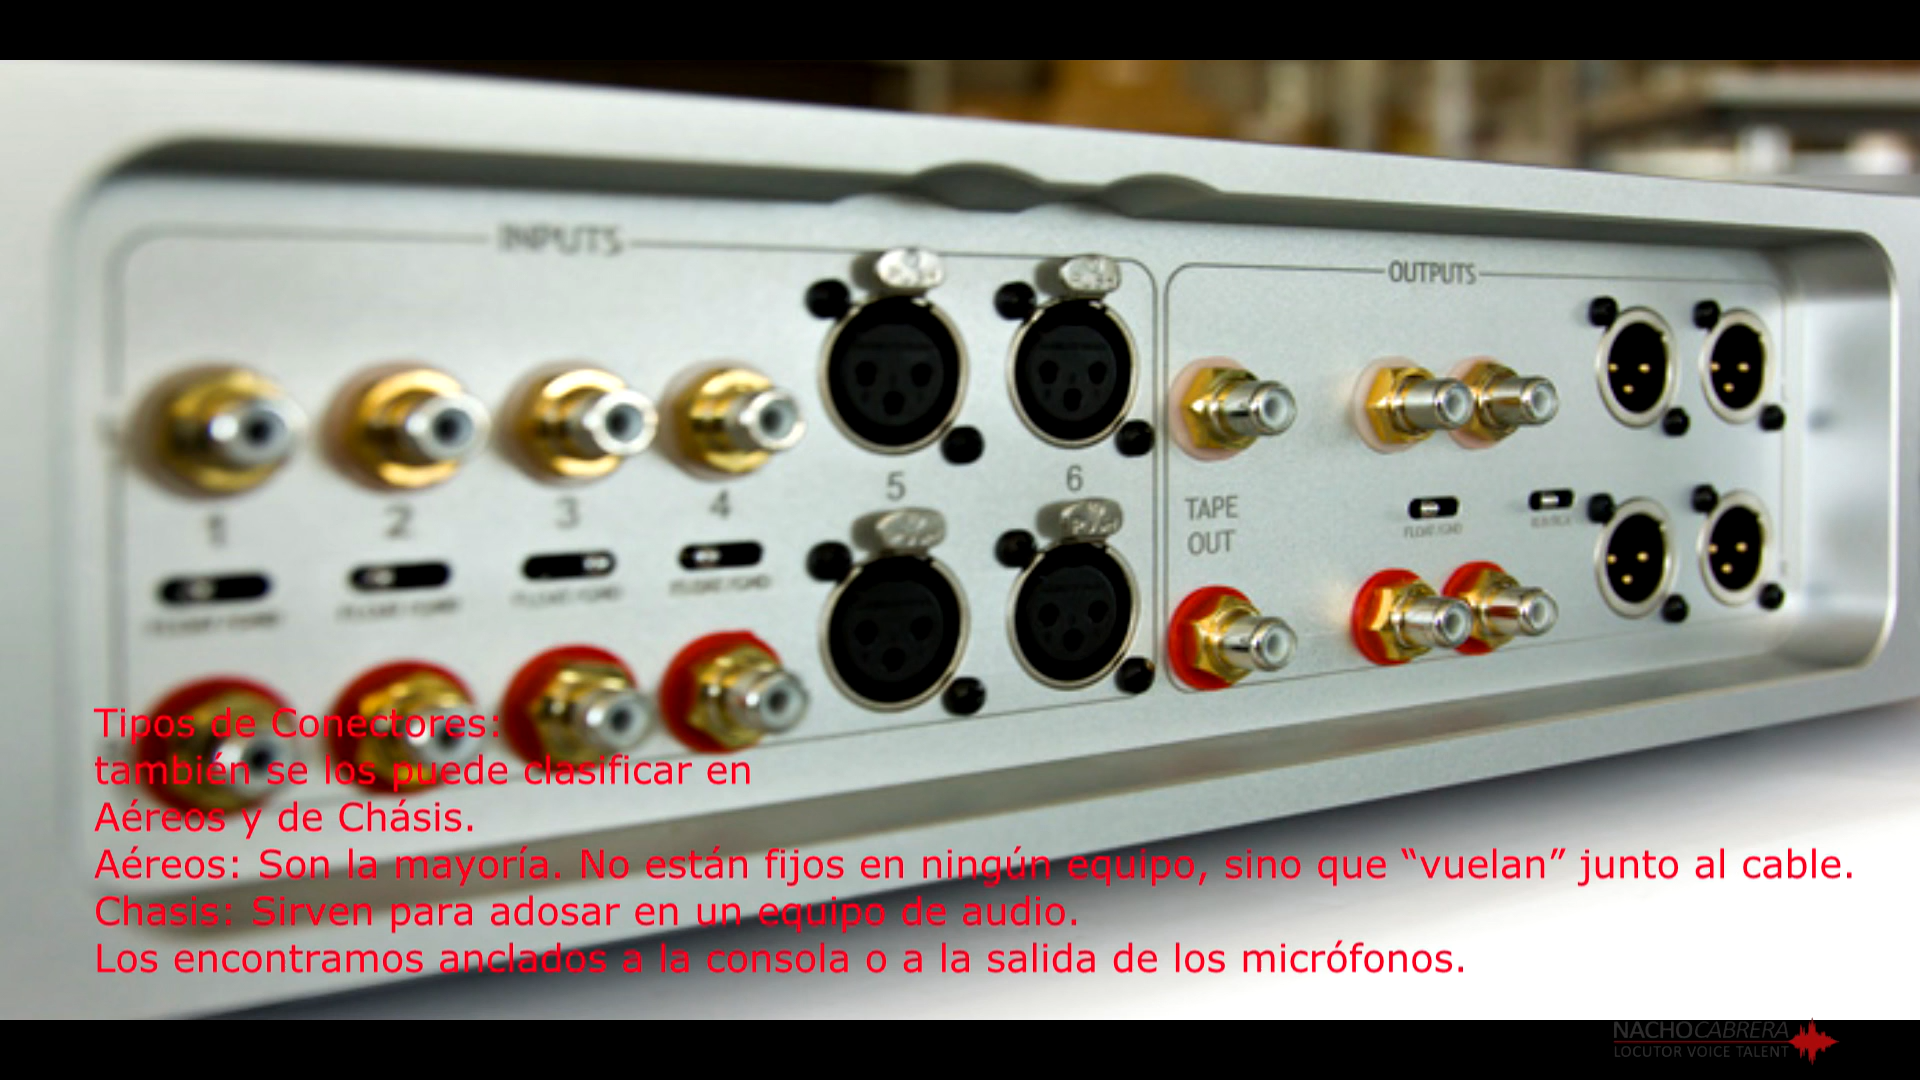 INPUTS
OUTPUTS
5
6
1
2
3
4
TAPE
OUT
FLOAT GND
Tipos de Conectores:
también se los puede clasificar en
Aéreos y de Chásis.
Aéreos: Son la mayoría. No están fijos en ningún equipo, sino que “vuelan” junto al cable.
Chasis: Sirven para adosar en un equipo de audio.
Los encontramos anclados a la consola o a la salida de los micrófonos.
NACHOCABRERA
LOCUTOR VOICE TALENT